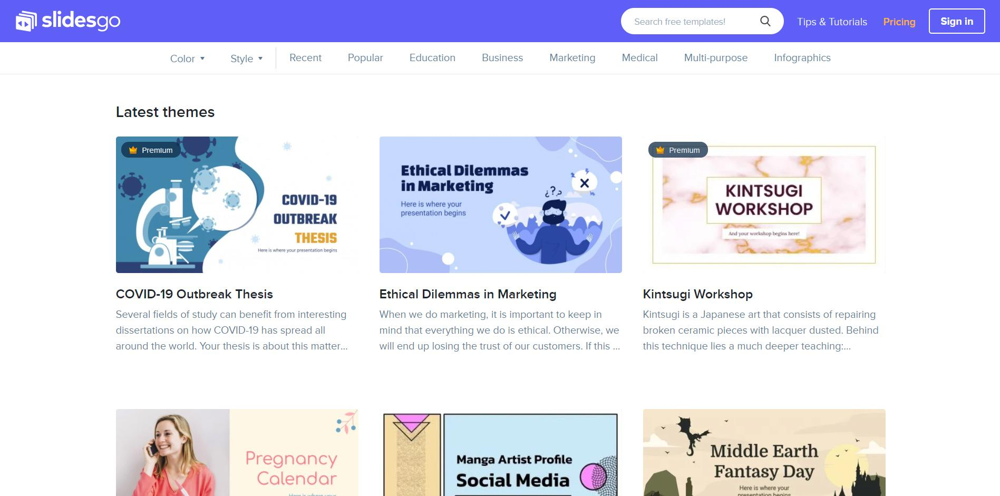 slidesgo
Search free templates!
Tips & Tutorials
Pricing
Sign in
Color
Style
Recent
Popular
Education
Business
Marketing
Medical
Multi-purpose
Infographics
Latest themes
Premium
COVID-19
OUTBREAK
THESIS
Here is where your presentation begins
Ethical Dilemmas
in Marketing
Here is where your
presentation begins
???
Premium
KINTSUGI
WORKSHOP
And your workshop begins here!
COVID-19 Outbreak Thesis
Several fields of study can benefit from interesting
dissertations on how COVID-19 has spread all
around the world. Your thesis is about this matter...
Ethical Dilemmas in Marketing
When we do marketing, it is important to keep in
mind that everything we do is ethical. Otherwise, we
will end up losing the trust of our customers. If this ...
Kintsugi Workshop
Kintsugi is a Japanese art that consists of repairing
broken ceramic pieces with lacquer dusted. Behind
this technique lies a much deeper teaching:...
Pregnancy
Calendar
Here is where your
Manga Artist Profile
Social Media
Middle Earth
Fantasy Day
Here is where your
presentation begins